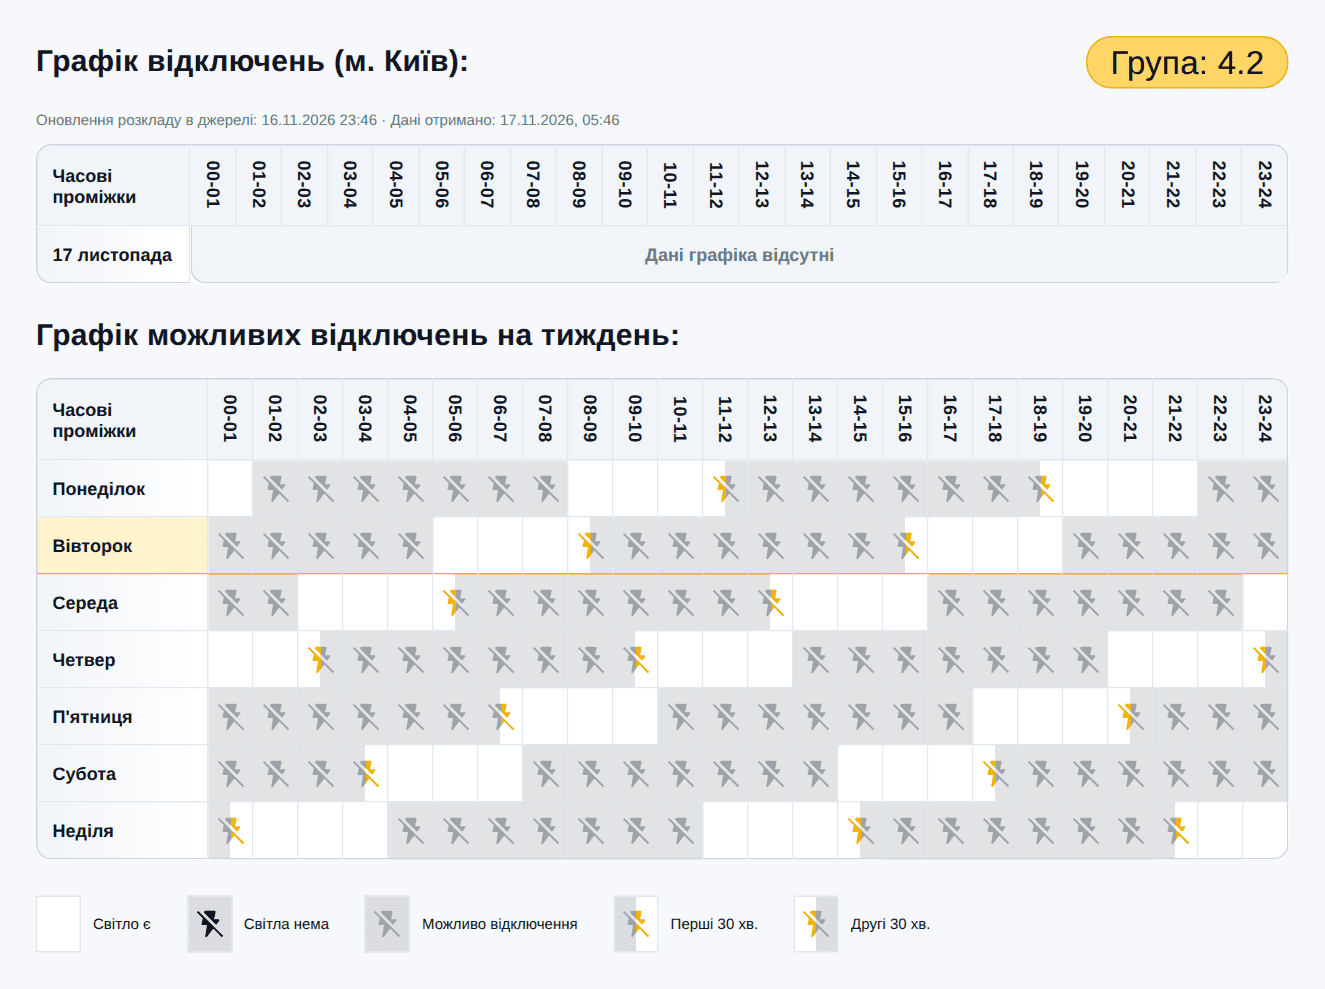 Графік відключень (м. Київ):
Група: 4.2
Оновлення розкладу в джерелі: 16.11.2026 23:46 · Дані отримано: 17.11.2026, 05:46
Часові
проміжки
00-01 01-02 02-03 03-04 04-05 05-06 06-07 07-08 08-09 09-10 10-11 11-12 12-13 13-14 14-15 15-16 16-17 17-18 18-19 19-20 20-21 21-22 22-23 23-24
17 листопада
Дані графіка відсутні
Графік можливих відключень на тиждень:
Часові
проміжки
00-01 01-02 02-03 03-04 04-05 05-06 06-07 07-08 08-09 09-10 10-11 11-12 12-13 13-14 14-15 15-16 16-17 17-18 18-19 19-20 20-21 21-22 22-23 23-24
Понеділок
Вівторок
Середа
Четвер
П'ятниця
Субота
Неділя
Світло є
Світла нема
Можливо відключення
Перші 30 хв.
Другі 30 хв.